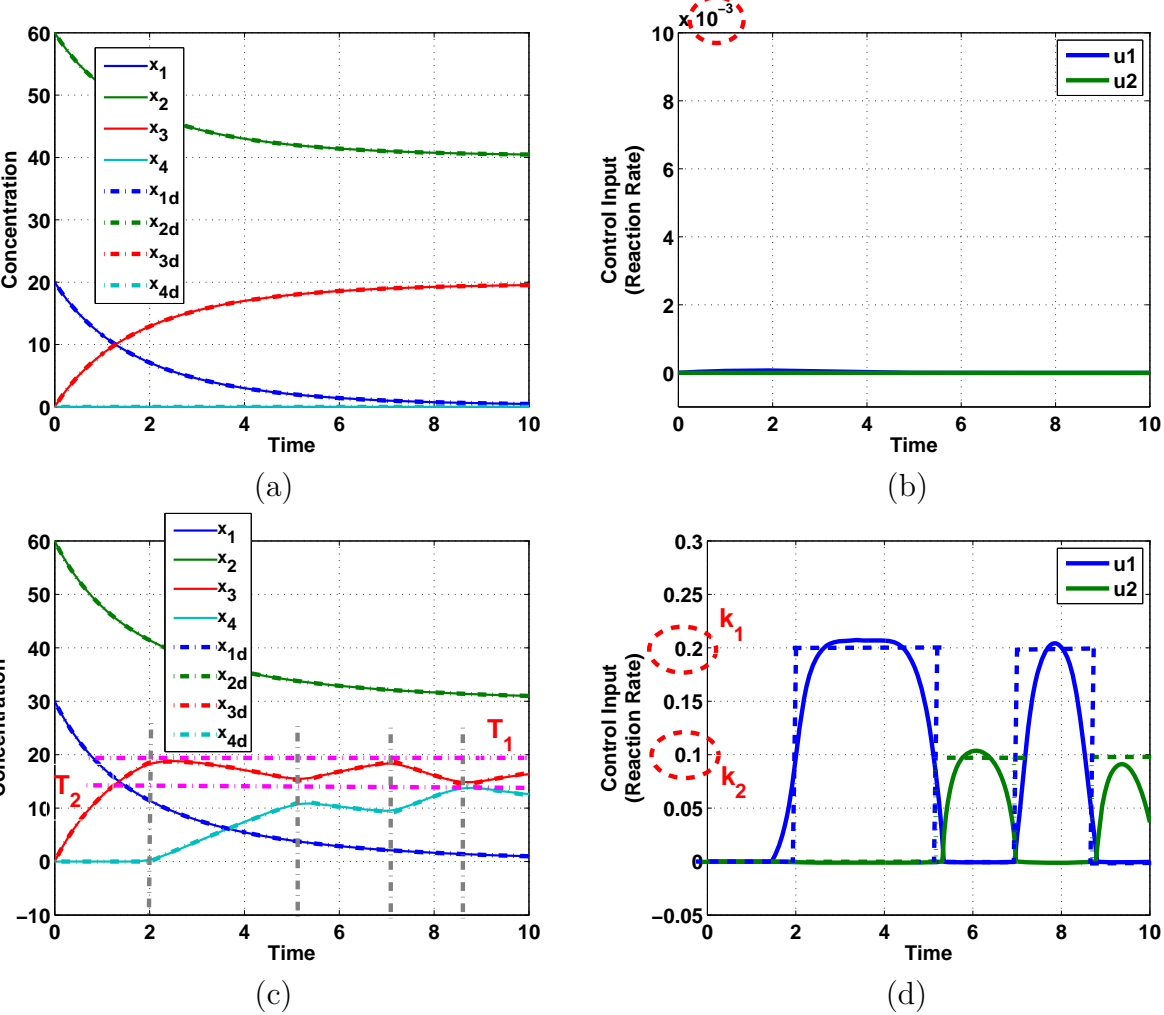 60
50
40
30
20
10
0
0 2 4 6 8 10
Concentration
Time
x1
x2
x3
x4
x1d
x2d
x3d
x4d
(a)
x 10−3
10
8
6
4
2
0
0 2 4 6 8 10
Control Input
(Reaction Rate)
Time
u1
u2
(b)
60
50
40
30
20
10
0
−10
0 2 4 6 8 10
Concentration
Time
x1
x2
x3
x4
x1d
x2d
x3d
x4d
T1
T2
(c)
0.3
0.25
0.2
0.15
0.1
0.05
0
−0.05
0 2 4 6 8 10
Control Input
(Reaction Rate)
Time
k1
k2
u1
u2
(d)